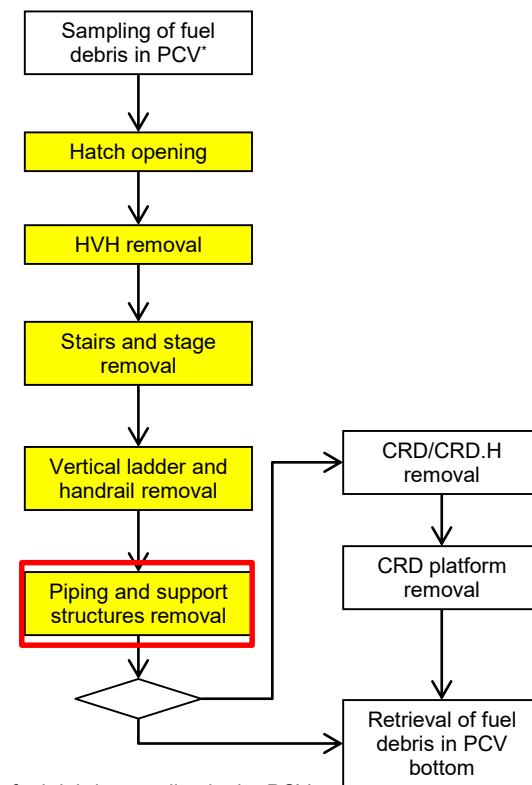 Sampling of fuel
debris in PCV*
Hatch opening
HVH removal
Stairs and stage
removal
Vertical ladder and
handrail removal
Piping and support
structures removal
CRD/CRD.H
removal
CRD platform
removal
Retrieval of fuel
debris in PCV
bottom